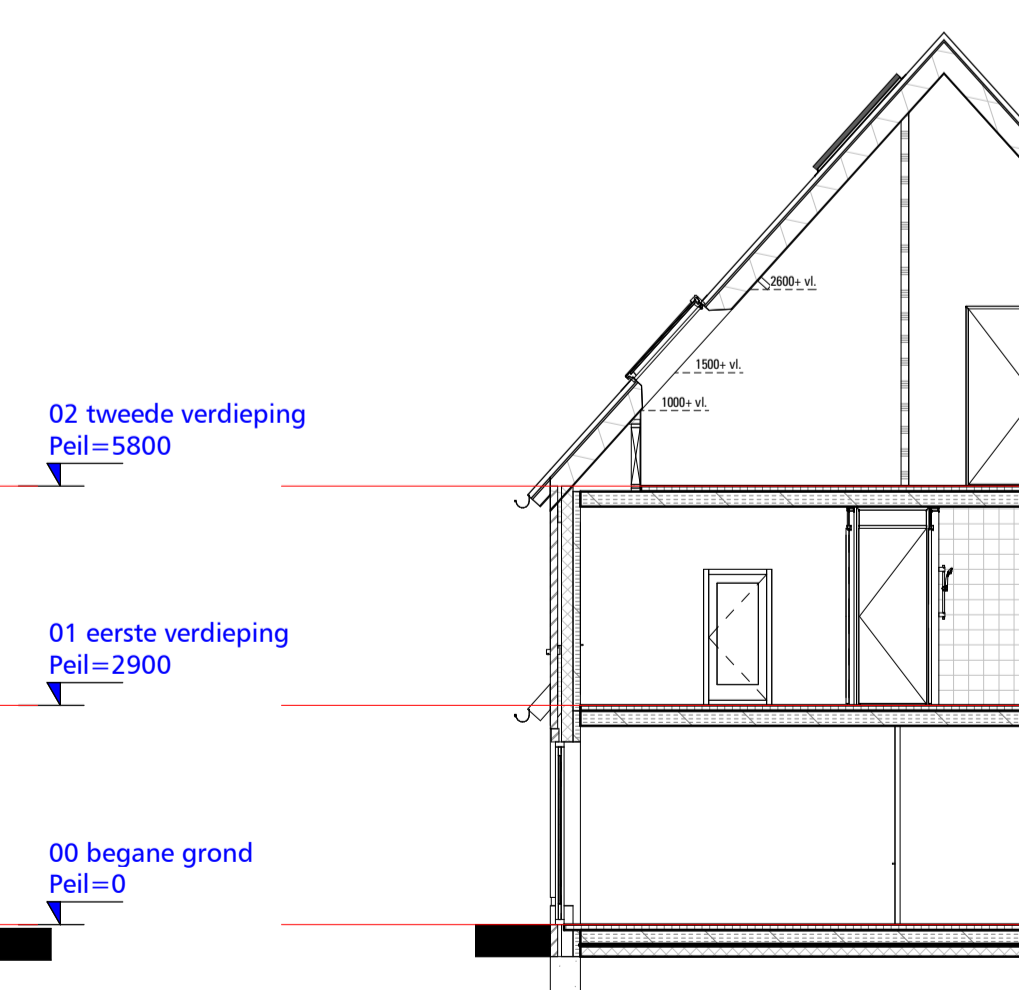 2600+ vl.
1500+ vl.
1000+ vl.
02 tweede verdieping
Peil=5800
01 eerste verdieping
Peil=2900
00 begane grond
Peil=0